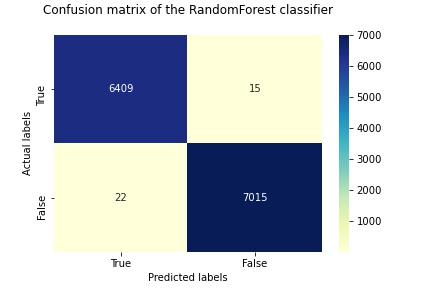 Confusion matrix of the RandomForest classifier
True
False
Actual labels
6409
15
22
7015
True
False
Predicted labels
7000
6000
5000
4000
3000
2000
1000